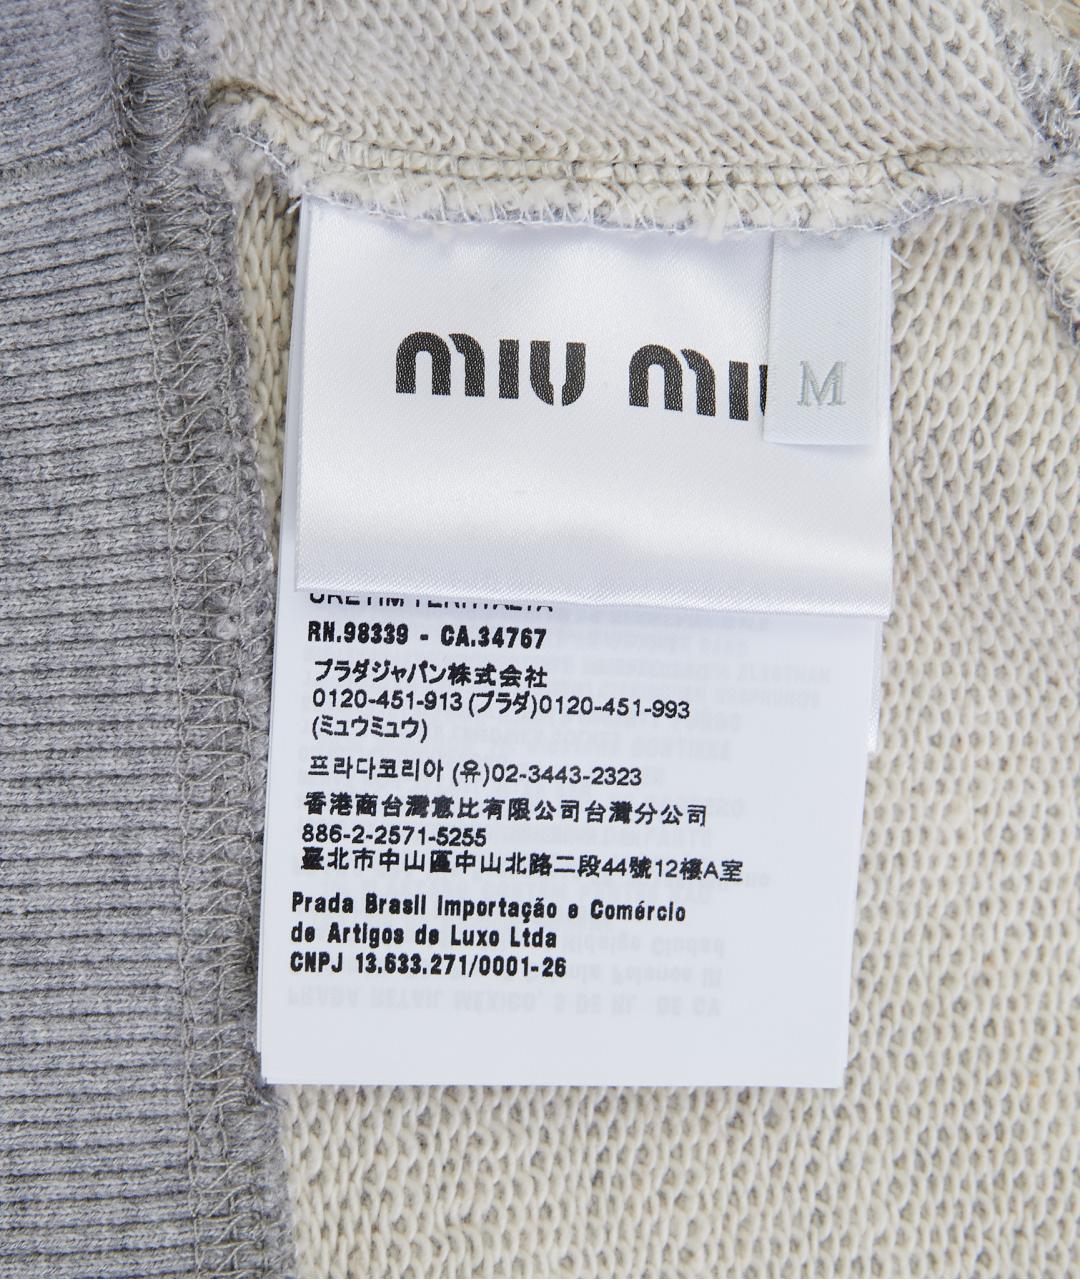 miu miu
M
RN.98339 - CA.34767
プラダジャパン株式会社
0120-451-913 (プラダ)0120-451-993
(ミュウミュウ)
프라다코리아 (유)02-3443-2323
香港商台灣意比有限公司台灣分公司
886-2-2571-5255
臺北市中山區中山北路二段44號12樓A室
Prada Brasil Importação e Comércio
de Artigos de Luxo Ltda
CNPJ 13.633.271/0001-26